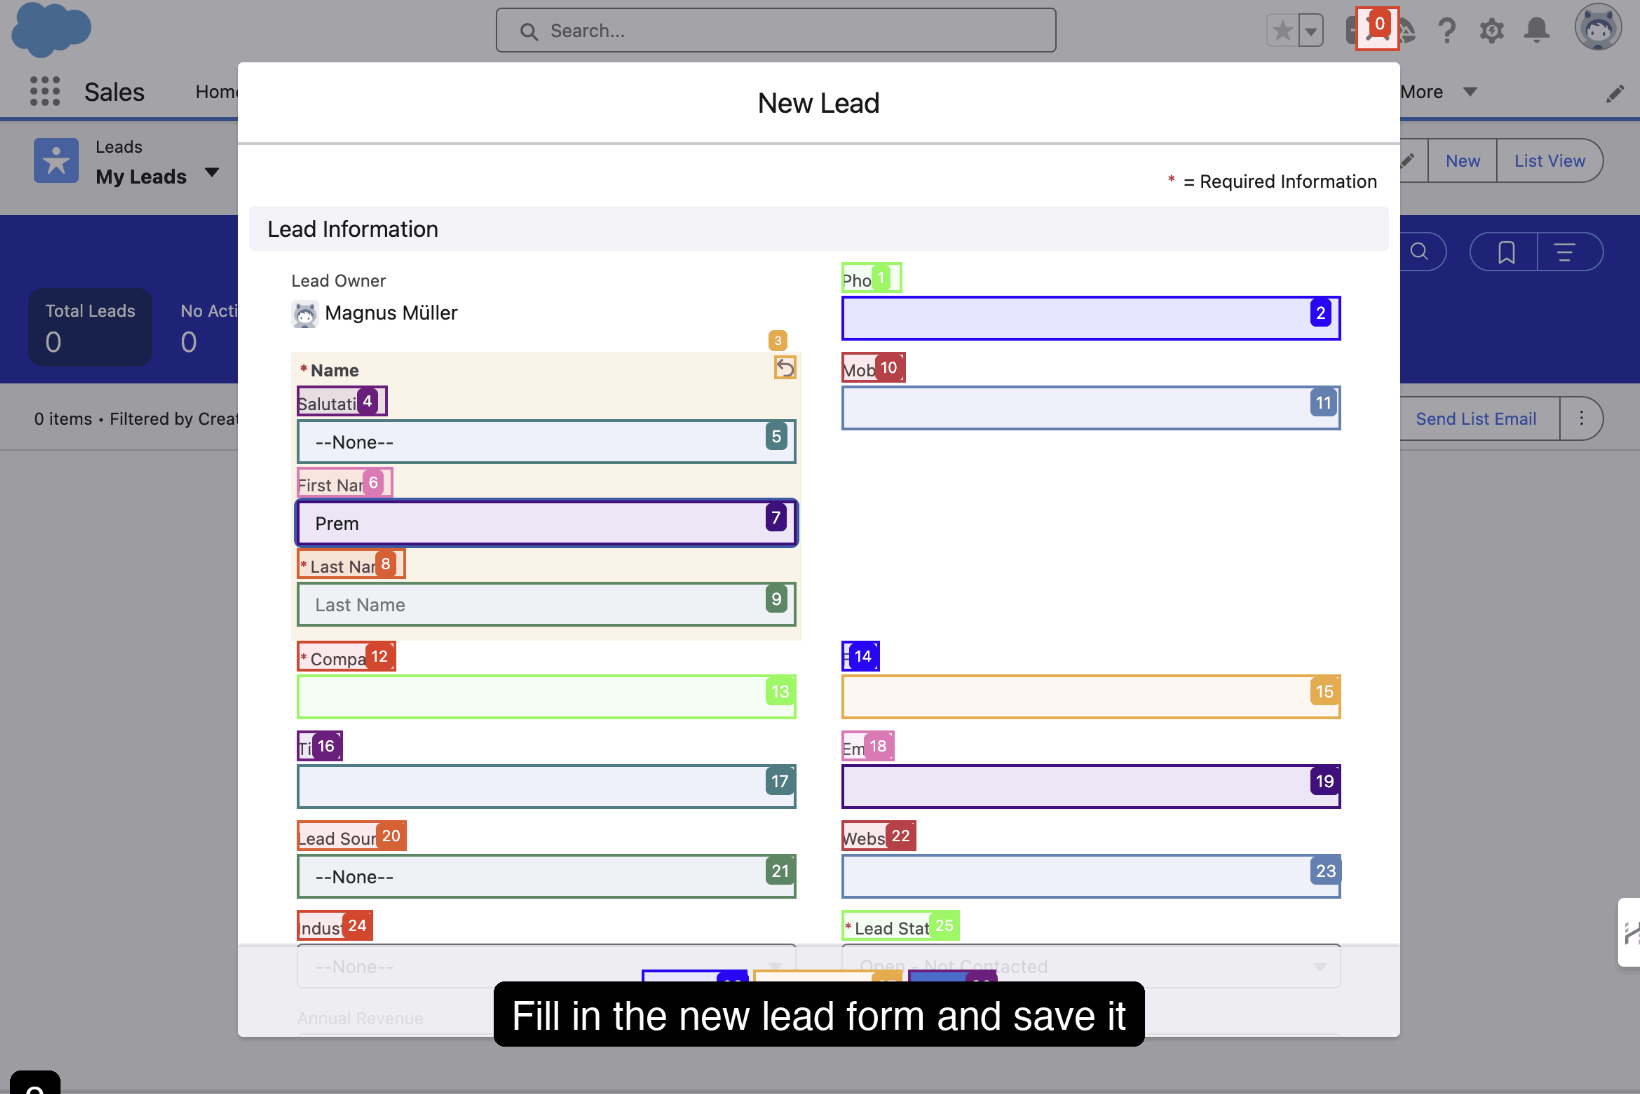 Search...
0
Sales
Home
More
New Lead
Leads
My Leads
New
List View
* = Required Information
Lead Information
Total Leads
0
No Acti
0
Lead Owner
Magnus Müller
Pho 1
2
3
* Name
Salutati 4
--None-- 5
First Nar 6
Prem 7
* Last Nar 8
Last Name 9
Mob 10
11
0 items • Filtered by Creat
Send List Email
* Compa 12
13
14
15
Ti 16
17
Em 18
19
Lead Sour 20
--None-- 21
Webs 22
23
Indus 24
--None--
* Lead Stat 25
Open - Not Contacted
Annual Revenue
Fill in the new lead form and save it